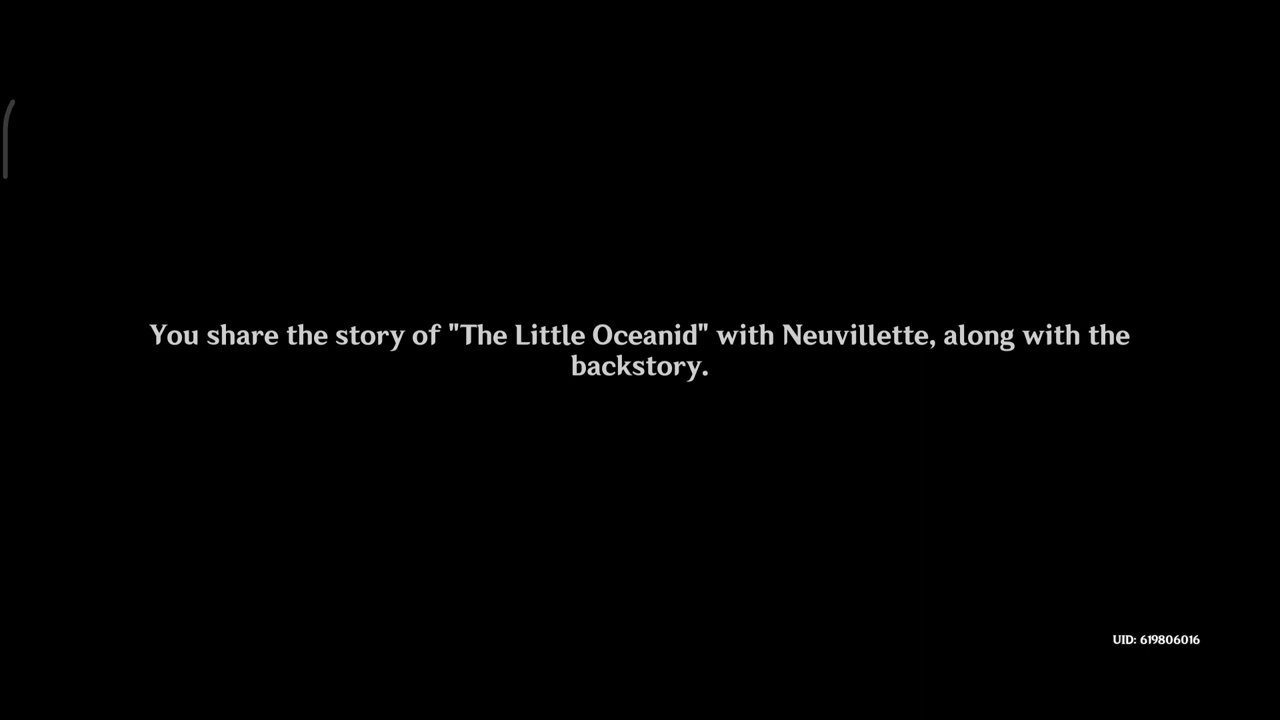 You share the story of "The Little Oceanid" with Neuvillette, along with the
backstory.
UID: 619806016